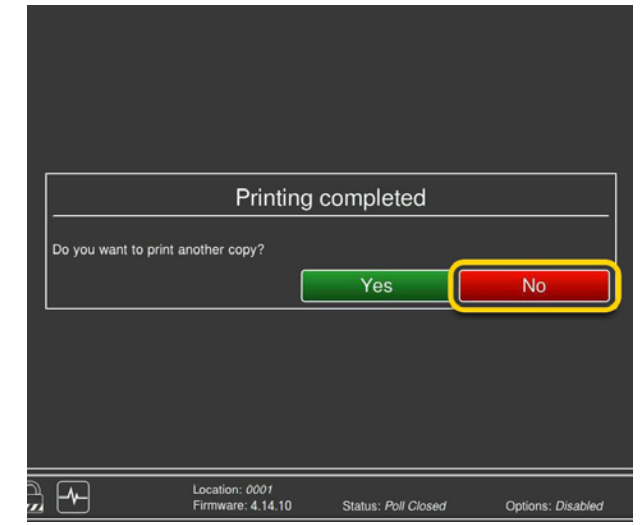 Printing completed
Do you want to print another copy?
Yes No
Location: 0001
Firmware: 4.14.10 Status: Poll Closed Options: Disabled